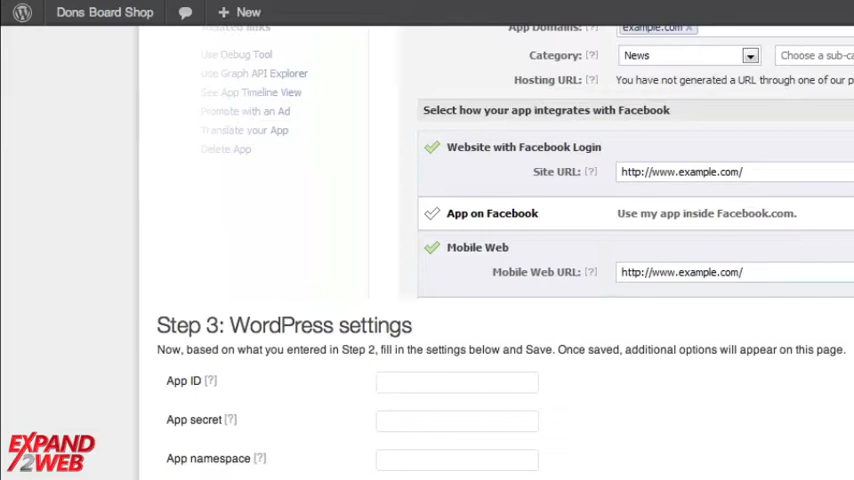 Dons Board Shop
New
Related links
Use Debug Tool
Use Graph API Explorer
See App Timeline View
Promote with an Ad
Translate your App
Delete App
App Domains: [?] example.com x
Category: [?] News Choose a sub-ca
Hosting URL: [?] You have not generated a URL through one of our p
Select how your app integrates with Facebook
Website with Facebook Login
Site URL: [?] http://www.example.com/
App on Facebook Use my app inside Facebook.com.
Mobile Web
Mobile Web URL: [?] http://www.example.com/
Step 3: WordPress settings
Now, based on what you entered in Step 2, fill in the settings below and Save. Once saved, additional options will appear on this page.
App ID [?]
App secret [?]
App namespace [?]
EXPAND
2WEB